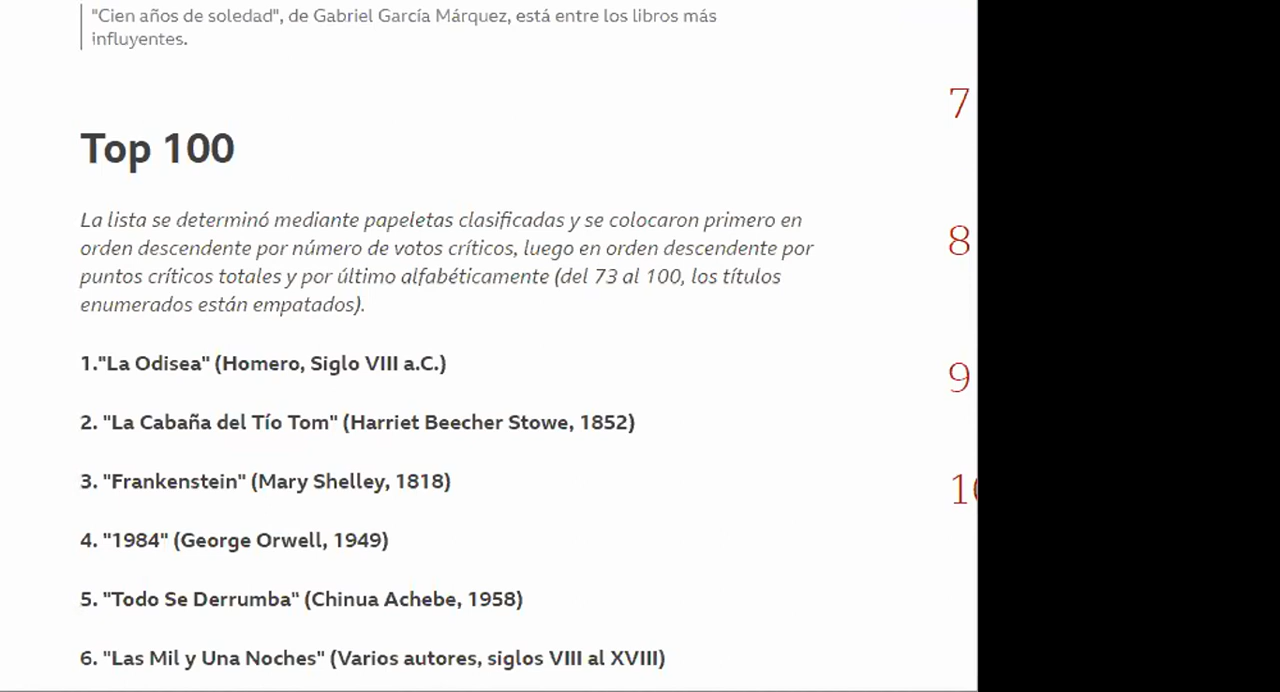 "Cien años de soledad", de Gabriel García Márquez, está entre los libros más
influyentes.
7
Top 100
8
La lista se determinó mediante papeletas clasificadas y se colocaron primero en
orden descendente por número de votos críticos, luego en orden descendente por
puntos críticos totales y por último alfabéticamente (del 73 al 100, los títulos
enumerados están empatados).
1."La Odisea" (Homero, Siglo VIII a.C.)
9
2. "La Cabaña del Tío Tom" (Harriet Beecher Stowe, 1852)
3. "Frankenstein" (Mary Shelley, 1818)
10
4. "1984" (George Orwell, 1949)
5. "Todo Se Derrumba" (Chinua Achebe, 1958)
6. "Las Mil y Una Noches" (Varios autores, siglos VIII al XVIII)